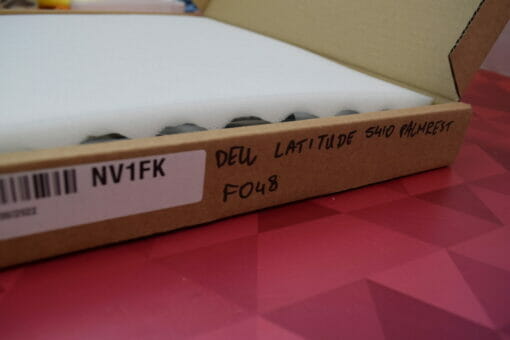 NV1FK
DELL LATITUDE 5410 PALMREST
F048